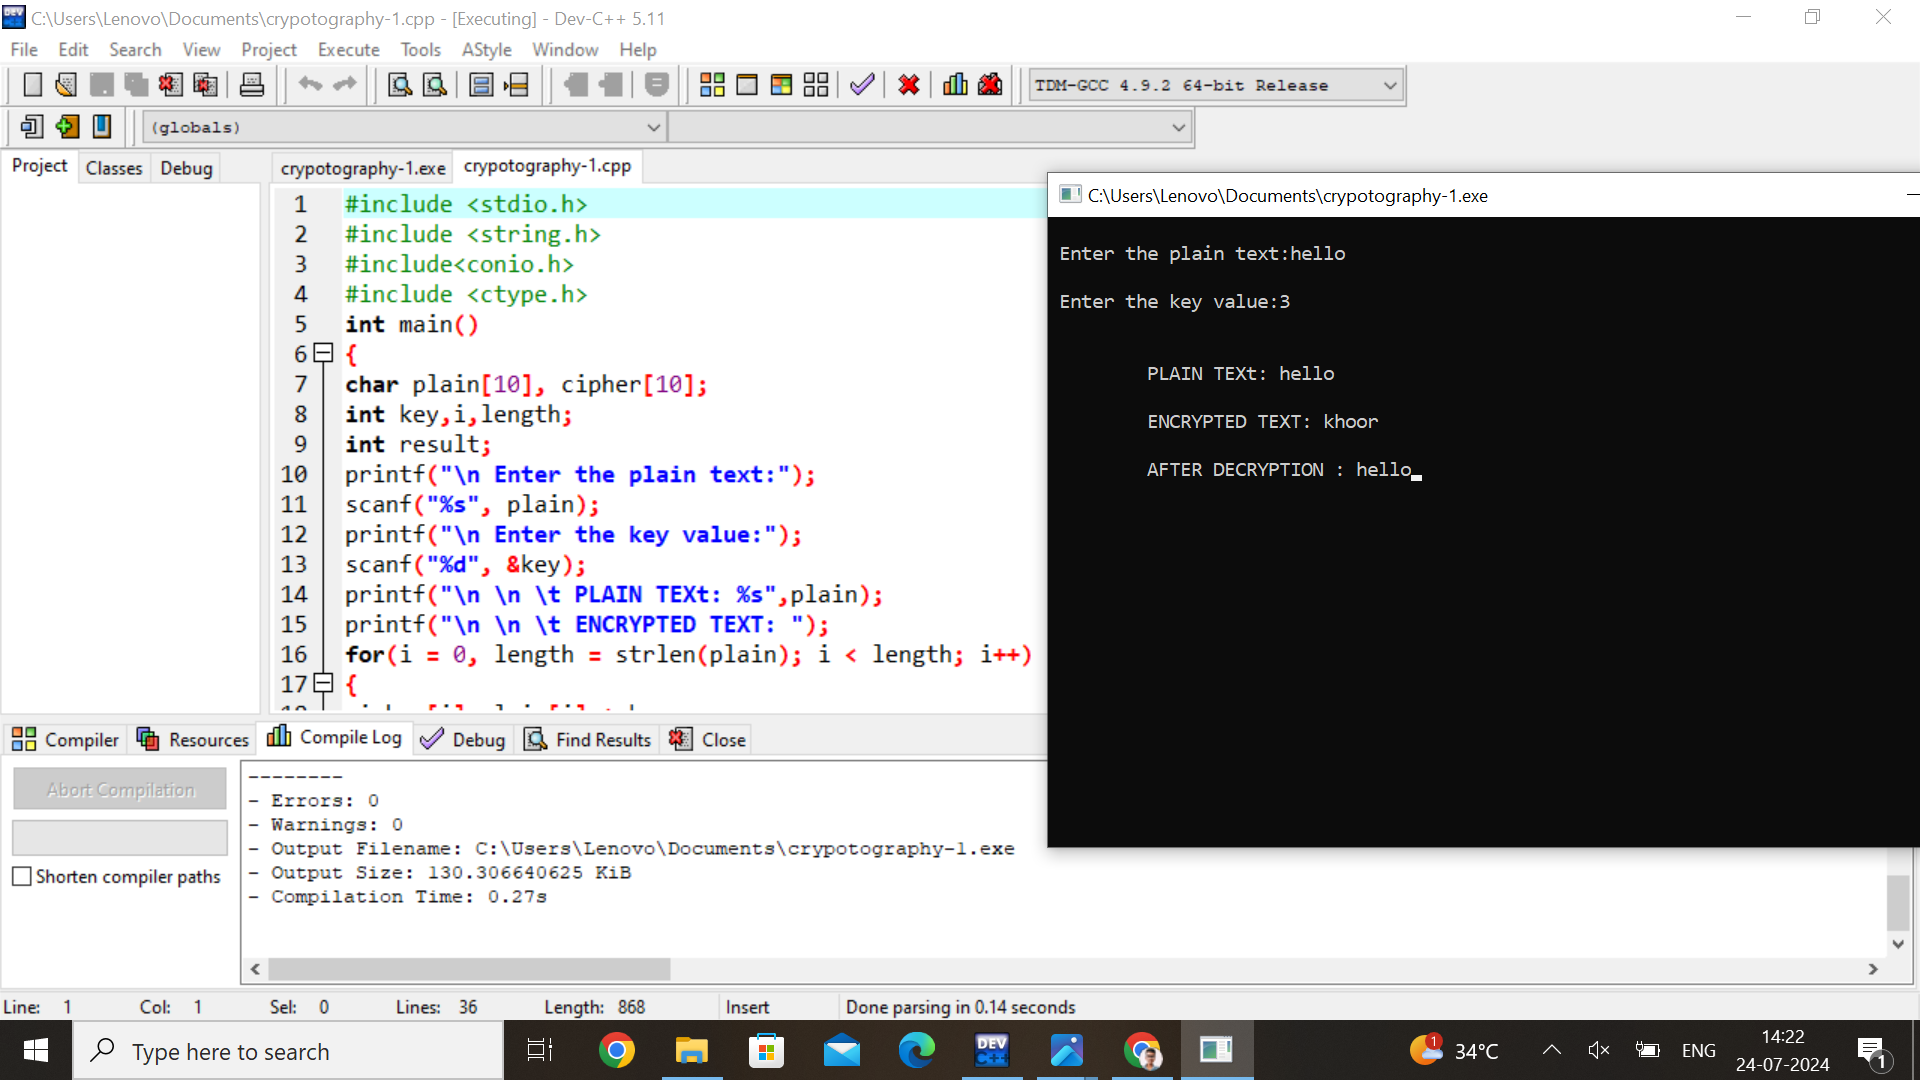 C:\Users\Lenovo\Documents\crypotography-1.cpp - [Executing] - Dev-C++ 5.11
File Edit Search View Project Execute Tools AStyle Window Help
TDM-GCC 4.9.2 64-bit Release
(globals)
Project Classes Debug
crypotography-1.exe crypotography-1.cpp
1 #include <stdio.h>
2 #include <string.h>
3 #include<conio.h>
4 #include <ctype.h>
5 int main()
6 {
7 char plain[10], cipher[10];
8 int key,i,length;
9 int result;
10 printf("\n Enter the plain text:");
11 scanf("%s", plain);
12 printf("\n Enter the key value:");
13 scanf("%d", &key);
14 printf("\n \n \t PLAIN TEXt: %s",plain);
15 printf("\n \n \t ENCRYPTED TEXT: ");
16 for(i = 0, length = strlen(plain); i < length; i++)
17 {
C:\Users\Lenovo\Documents\crypotography-1.exe
Enter the plain text:hello
Enter the key value:3
PLAIN TEXt: hello
ENCRYPTED TEXT: khoor
AFTER DECRYPTION : hello
Compiler Resources Compile Log Debug Find Results Close
Abort Compilation
Shorten compiler paths
--------
- Errors: 0
- Warnings: 0
- Output Filename: C:\Users\Lenovo\Documents\crypotography-1.exe
- Output Size: 130.306640625 KiB
- Compilation Time: 0.27s
Line: 1 Col: 1 Sel: 0 Lines: 36 Length: 868 Insert Done parsing in 0.14 seconds
Type here to search
DEV C++
1
34°C
ENG
14:22
24-07-2024
1